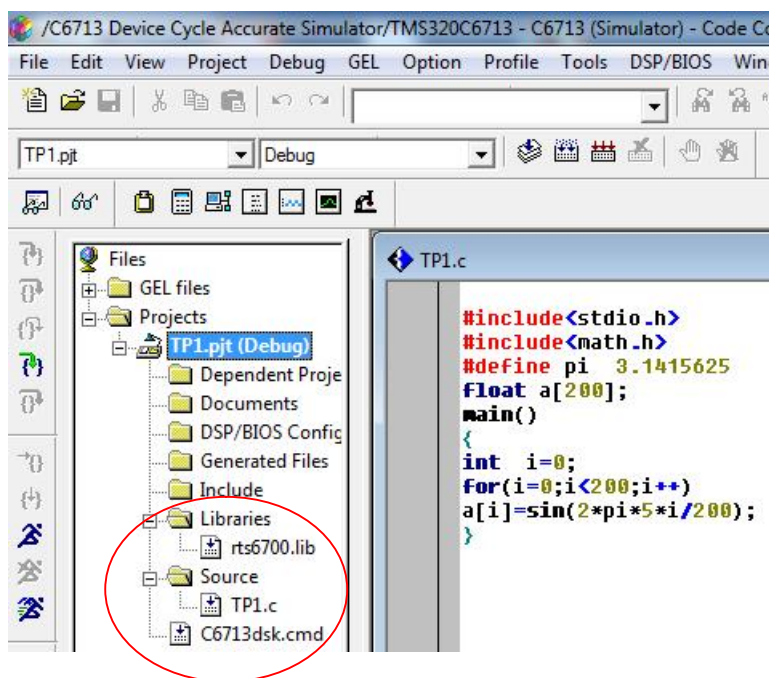 /C6713 Device Cycle Accurate Simulator/TMS320C6713 - C6713 (Simulator) - Code Co
File Edit View Project Debug GEL Option Profile Tools DSP/BIOS Win
TP1.pjt Debug
Files
GEL files
Projects
TP1.pjt (Debug)
Dependent Proje
Documents
DSP/BIOS Config
Generated Files
Include
Libraries
rts6700.lib
Source
TP1.c
C6713dsk.cmd
TP1.c
#include<stdio.h>
#include<math.h>
#define pi 3.1415625
float a[200];
main()
{
int i=0;
for(i=0;i<200;i++)
a[i]=sin(2*pi*5*i/200);
}